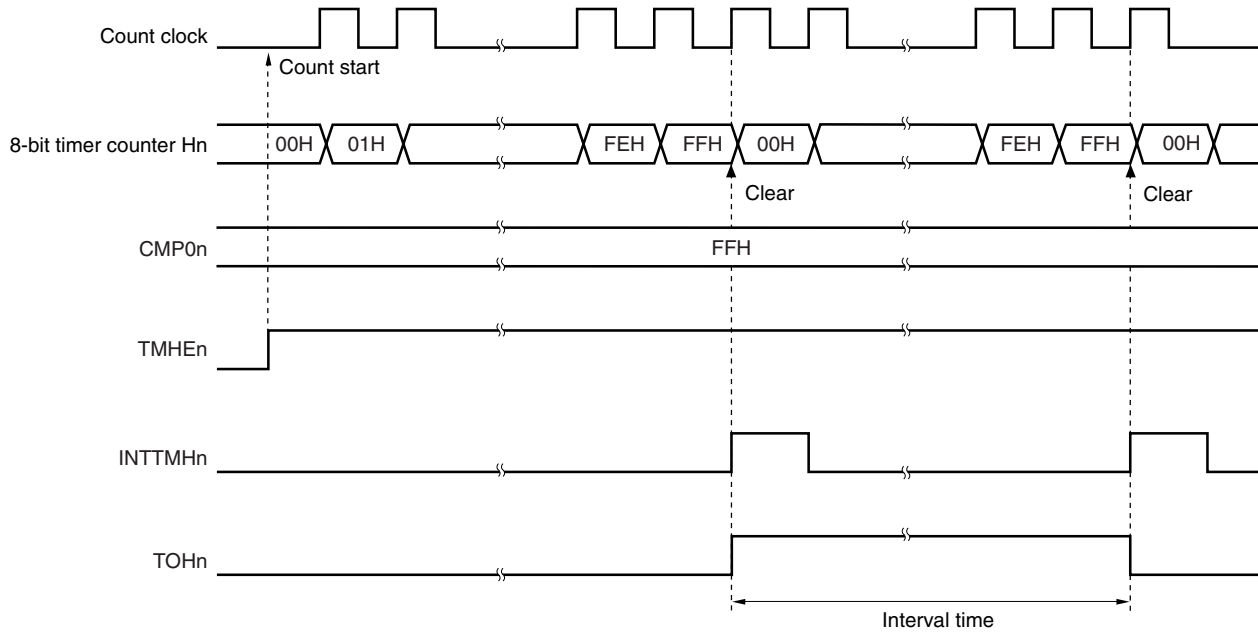 Count clock
Count start
8-bit timer counter Hn
00H
01H
FEH
FFH
00H
FEH
FFH
00H
Clear
Clear
CMP0n
FFH
TMHEn
INTTMHn
TOHn
Interval time